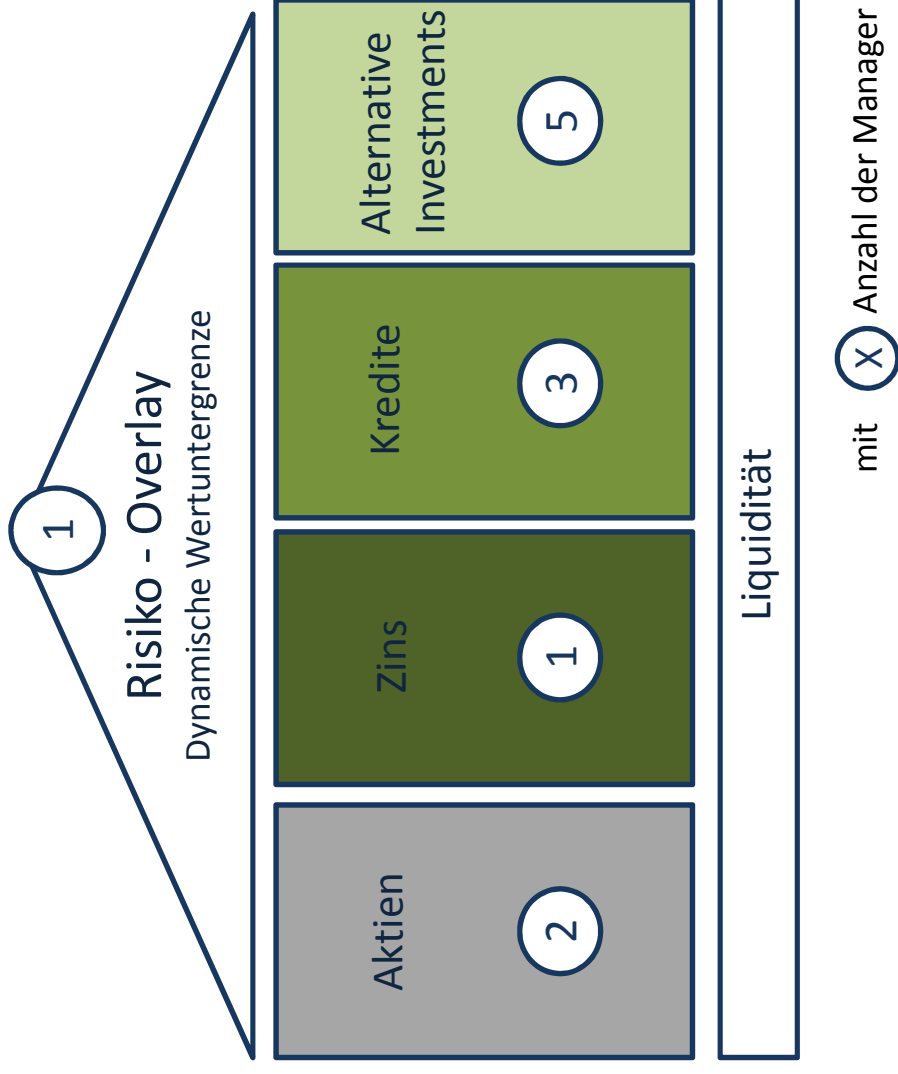 1
Risiko - Overlay
Dynamische Wertuntergrenze
Aktien
2
Zins
1
Kredite
3
Alternative
Investments
5
Liquidität
mit X Anzahl der Manager